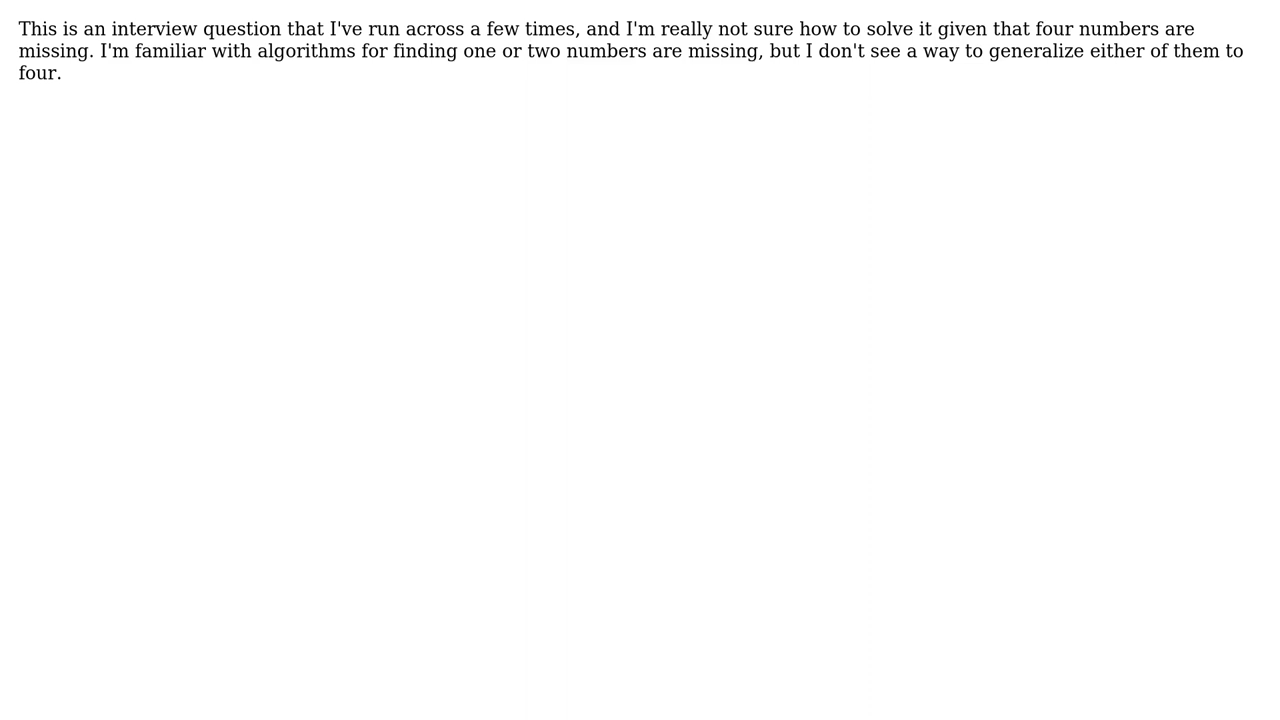 This is an interview question that I've run across a few times, and I'm really not sure how to solve it given that four numbers are
missing. I'm familiar with algorithms for finding one or two numbers are missing, but I don't see a way to generalize either of them to
four.